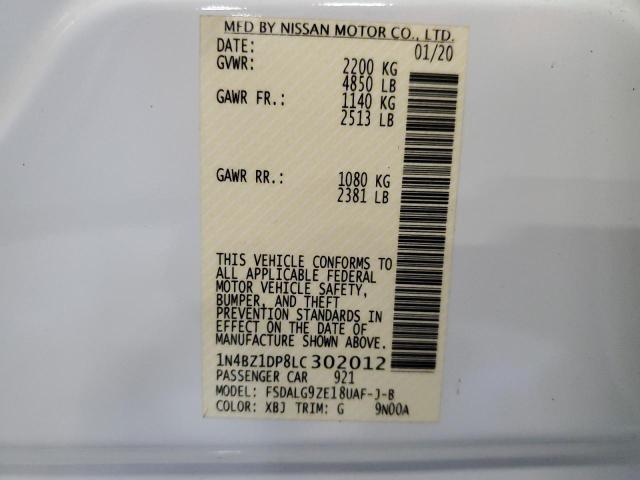 MFD BY NISSAN MOTOR CO., LTD.
DATE: 01/20
GVWR: 2200 KG
4850 LB
GAWR FR.: 1140 KG
2513 LB
GAWR RR.: 1080 KG
2381 LB
THIS VEHICLE CONFORMS TO
ALL APPLICABLE FEDERAL
MOTOR VEHICLE SAFETY,
BUMPER, AND THEFT
PREVENTION STANDARDS IN
EFFECT ON THE DATE OF
MANUFACTURE SHOWN ABOVE.
1N4BZ1DP8LC302012
PASSENGER CAR 921
MODEL: FSDALG9ZE18UAF-J-B
COLOR: XBJ TRIM: G 9N00A